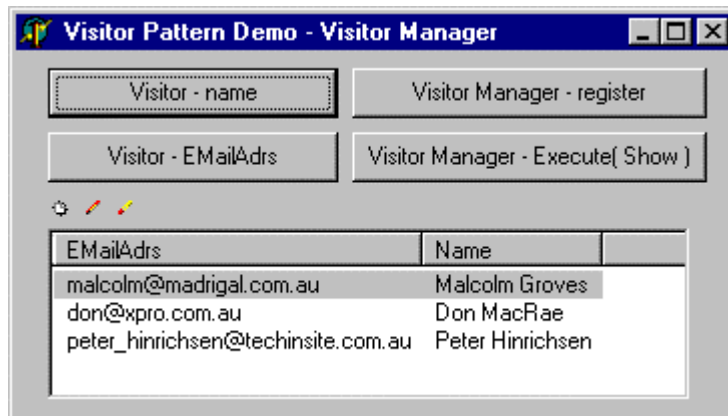 Visitor Pattern Demo - Visitor Manager
Visitor - name Visitor Manager - register
Visitor - EMailAdrs Visitor Manager - Execute( Show )
EMailAdrs Name
malcolm@madrigal.com.au Malcolm Groves
don@xpro.com.au Don MacRae
peter_hinrichsen@techinsite.com.au Peter Hinrichsen